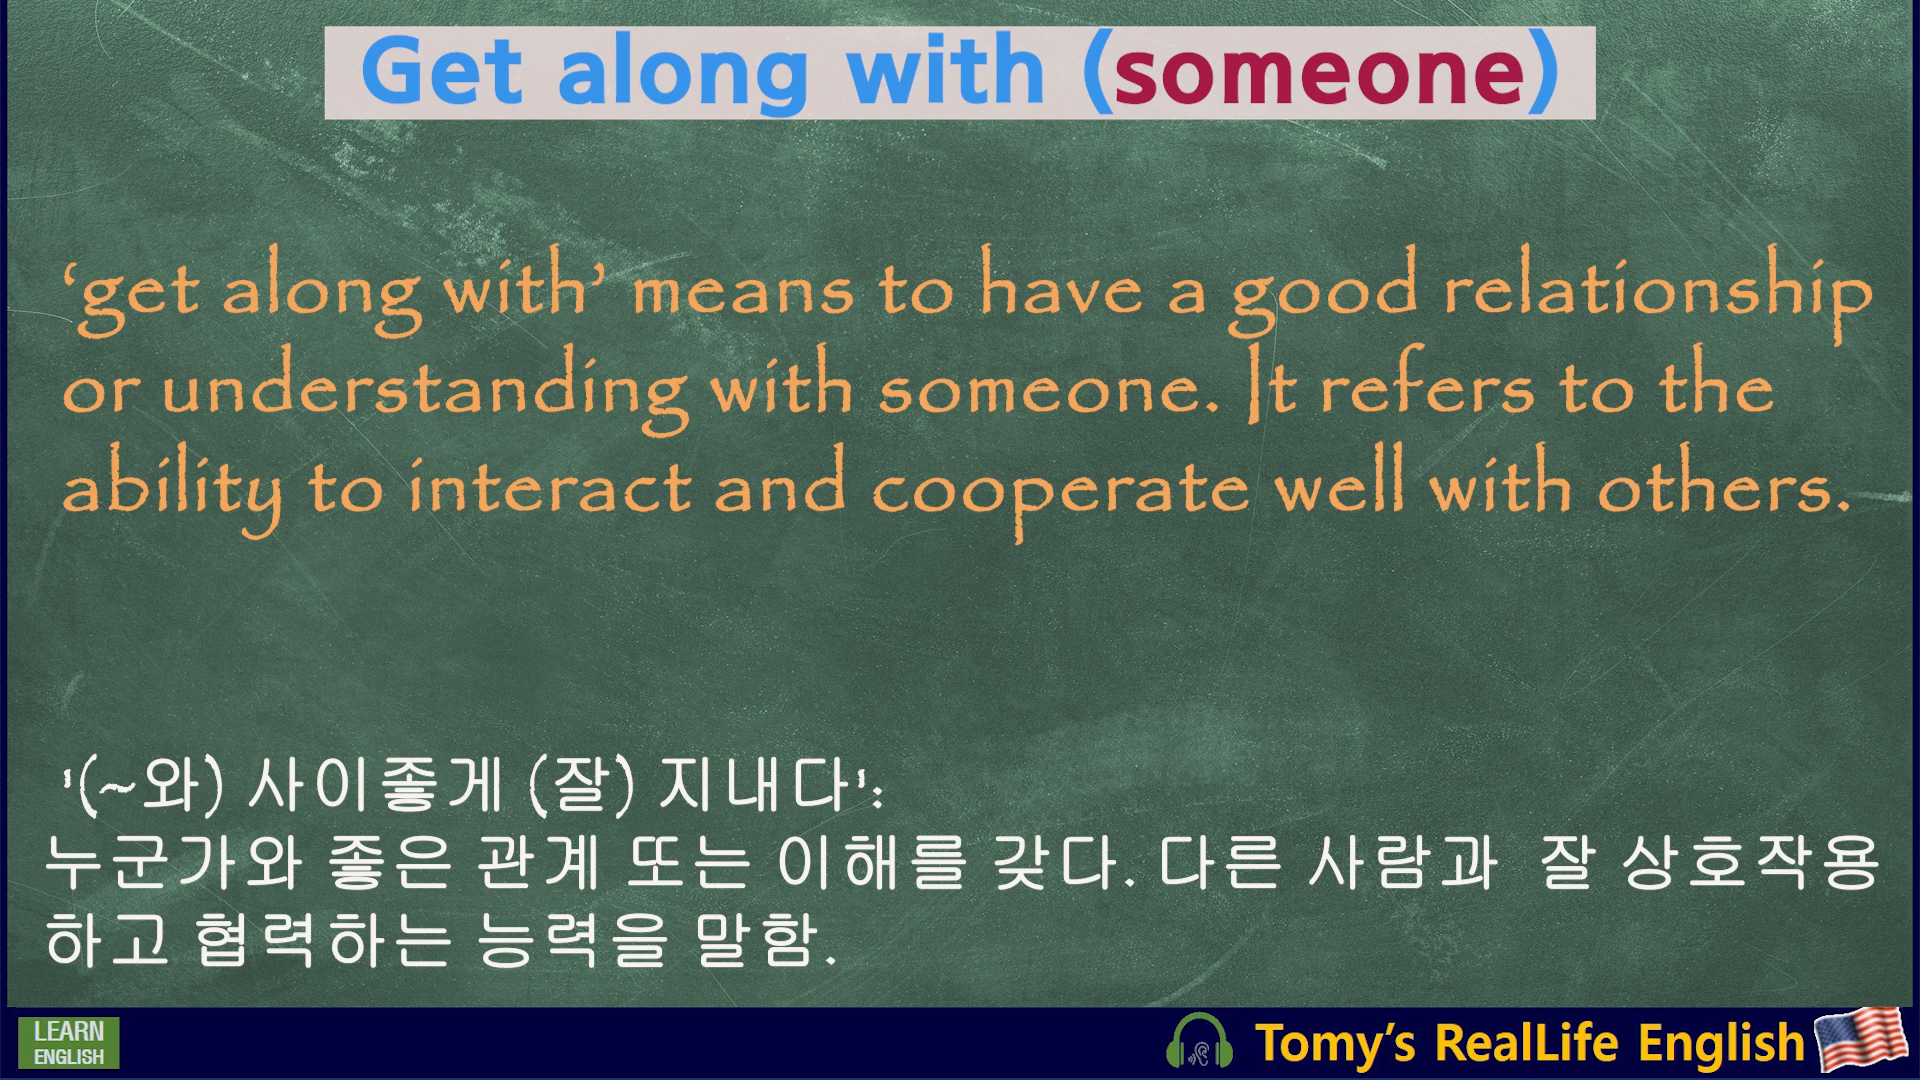 Get along with (someone)
‘get along with’ means to have a good relationship
or understanding with someone. It refers to the
ability to interact and cooperate well with others.
'(~와) 사이좋게 (잘) 지내다':
누군가와 좋은 관계 또는 이해를 갖다. 다른 사람과 잘 상호작용
하고 협력하는 능력을 말함.
LEARN
ENGLISH
Tomy’s RealLife English